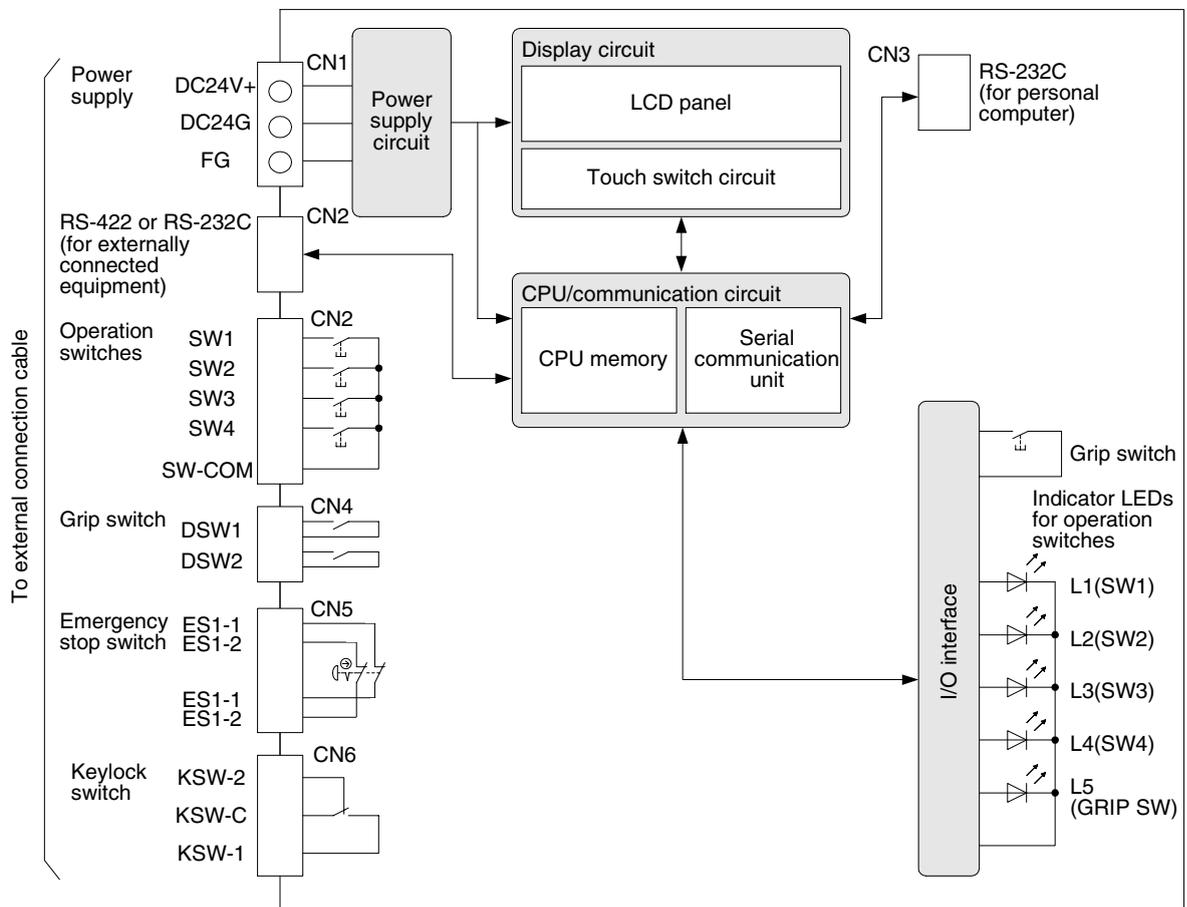 To external connection cable
Power
supply
DC24V+
DC24G
FG
CN1
Power
supply
circuit
Display circuit
LCD panel
Touch switch circuit
CN3
RS-232C
(for personal
computer)
RS-422 or RS-232C
(for externally
connected
equipment)
CN2
CPU/communication circuit
CPU memory
Serial
communication
unit
Operation
switches
CN2
SW1
SW2
SW3
SW4
SW-COM
Grip switch
CN4
DSW1
DSW2
Emergency
stop switch
CN5
ES1-1
ES1-2
ES1-1
ES1-2
Keylock
switch
CN6
KSW-2
KSW-C
KSW-1
I/O interface
Grip switch
Indicator LEDs
for operation
switches
L1(SW1)
L2(SW2)
L3(SW3)
L4(SW4)
L5
(GRIP SW)